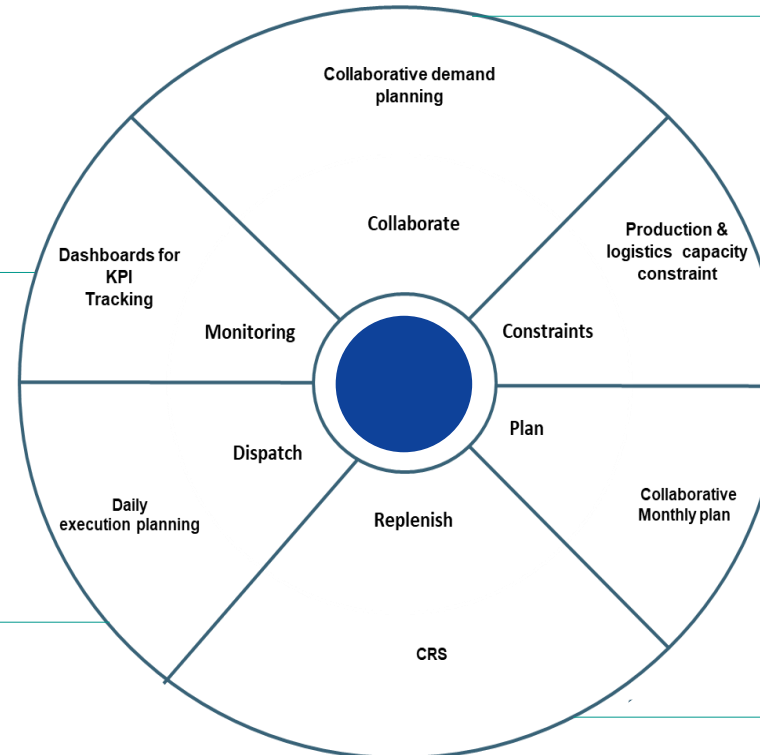 Collaborative demand
planning
Collaborate
Production &
logistics capacity
constraint
Constraints
Plan
Collaborative
Monthly plan
Replenish
CRS
Dispatch
Daily
execution planning
Monitoring
Dashboards for
KPI
Tracking